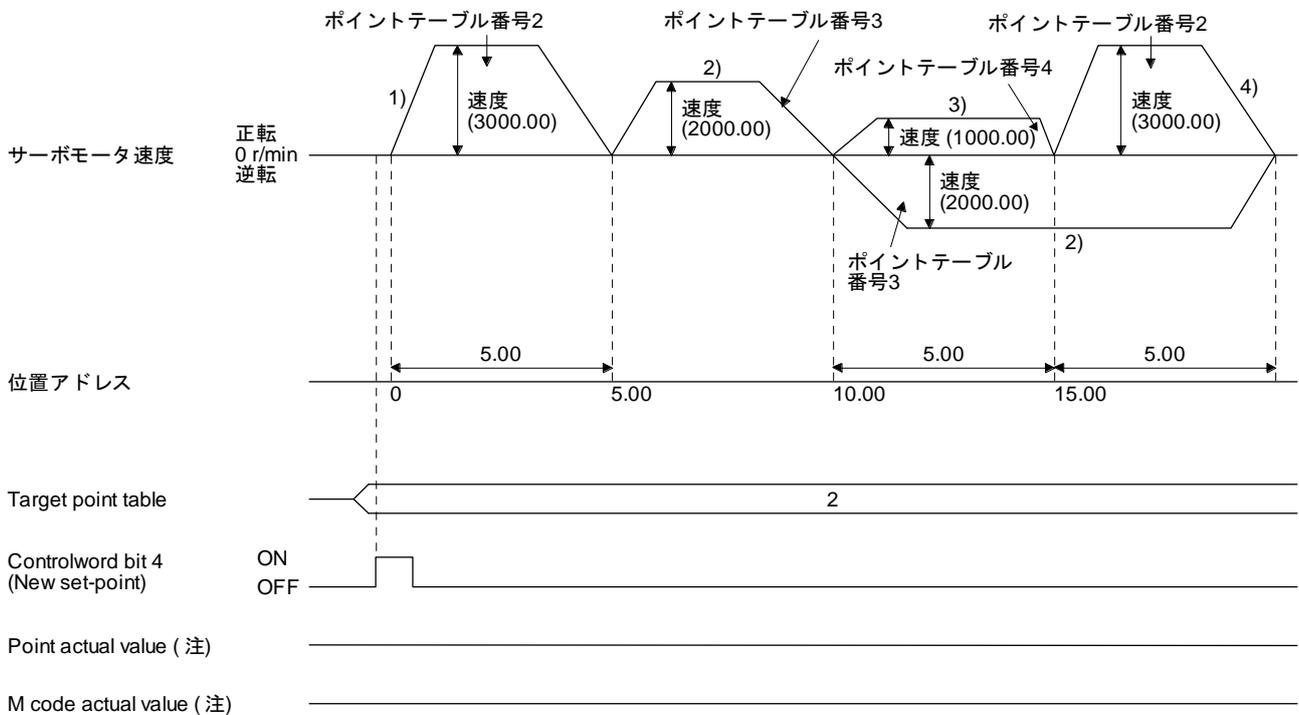 ポイントテーブル番号2
ポイントテーブル番号3
ポイントテーブル番号2
ポイントテーブル番号4
1)
2)
3)
4)
速度
(3000.00)
速度
(2000.00)
速度 (1000.00)
速度
(3000.00)
サーボモータ速度
正転
0 r/min
逆転
速度
(2000.00)
2)
ポイントテーブル
番号3
5.00
5.00
5.00
位置アドレス
0
5.00
10.00
15.00
Target point table
2
Controlword bit 4
(New set-point)
ON
OFF
Point actual value (注)
M code actual value (注)